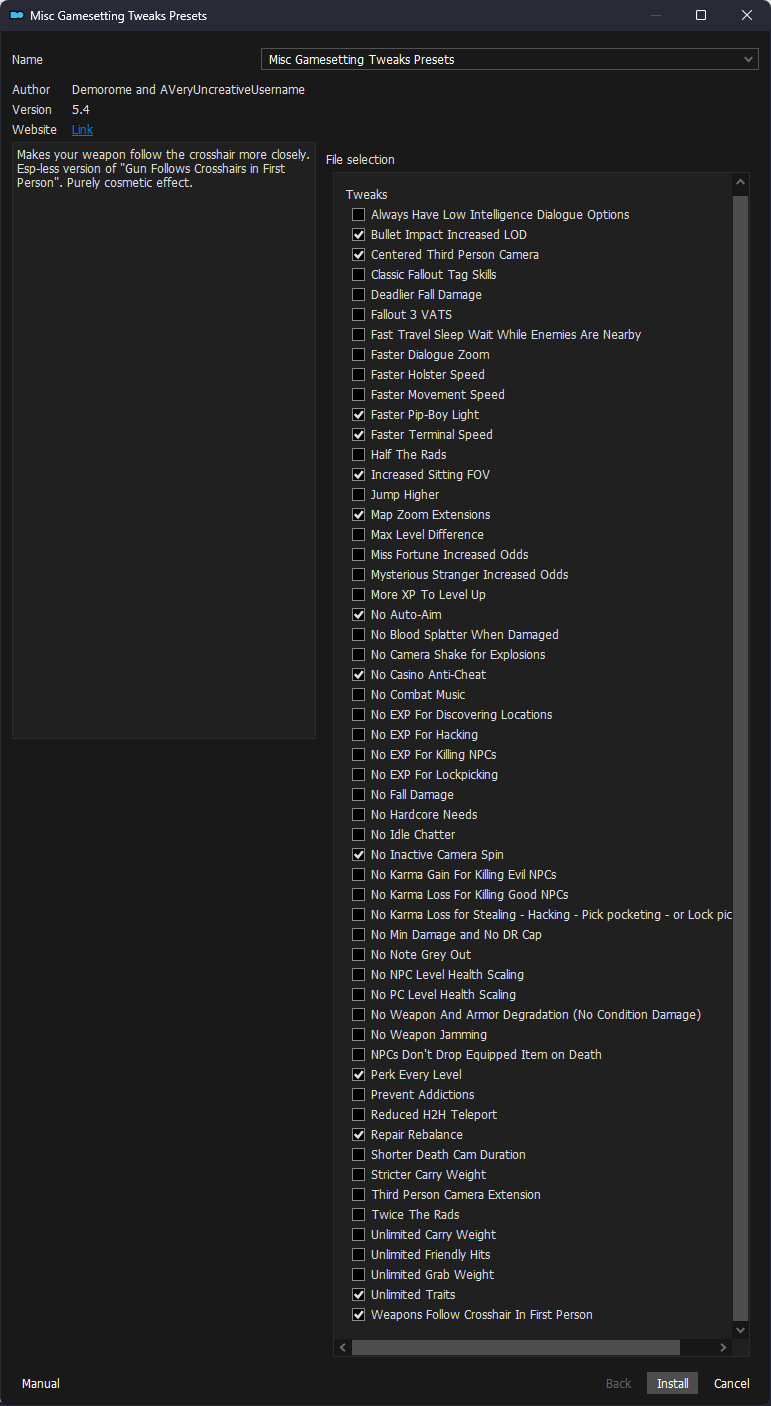 Misc Gamesetting Tweaks Presets
Name
Misc Gamesetting Tweaks Presets
Author Demorome and AVeryUncreativeUsername
Version 5.4
Website Link
Makes your weapon follow the crosshair more closely.
Esp-less version of "Gun Follows Crosshairs in First
Person". Purely cosmetic effect.
File selection
Tweaks
Always Have Low Intelligence Dialogue Options
Bullet Impact Increased LOD
Centered Third Person Camera
Classic Fallout Tag Skills
Deadlier Fall Damage
Fallout 3 VATS
Fast Travel Sleep Wait While Enemies Are Nearby
Faster Dialogue Zoom
Faster Holster Speed
Faster Movement Speed
Faster Pip-Boy Light
Faster Terminal Speed
Half The Rads
Increased Sitting FOV
Jump Higher
Map Zoom Extensions
Max Level Difference
Miss Fortune Increased Odds
Mysterious Stranger Increased Odds
More XP To Level Up
No Auto-Aim
No Blood Splatter When Damaged
No Camera Shake for Explosions
No Casino Anti-Cheat
No Combat Music
No EXP For Discovering Locations
No EXP For Hacking
No EXP For Killing NPCs
No EXP For Lockpicking
No Fall Damage
No Hardcore Needs
No Idle Chatter
No Inactive Camera Spin
No Karma Gain For Killing Evil NPCs
No Karma Loss For Killing Good NPCs
No Karma Loss for Stealing - Hacking - Pick pocketing - or Lock pic
No Min Damage and No DR Cap
No Note Grey Out
No NPC Level Health Scaling
No PC Level Health Scaling
No Weapon And Armor Degradation (No Condition Damage)
No Weapon Jamming
NPCs Don't Drop Equipped Item on Death
Perk Every Level
Prevent Addictions
Reduced H2H Teleport
Repair Rebalance
Shorter Death Cam Duration
Stricter Carry Weight
Third Person Camera Extension
Twice The Rads
Unlimited Carry Weight
Unlimited Friendly Hits
Unlimited Grab Weight
Unlimited Traits
Weapons Follow Crosshair In First Person
Manual
Back Install Cancel